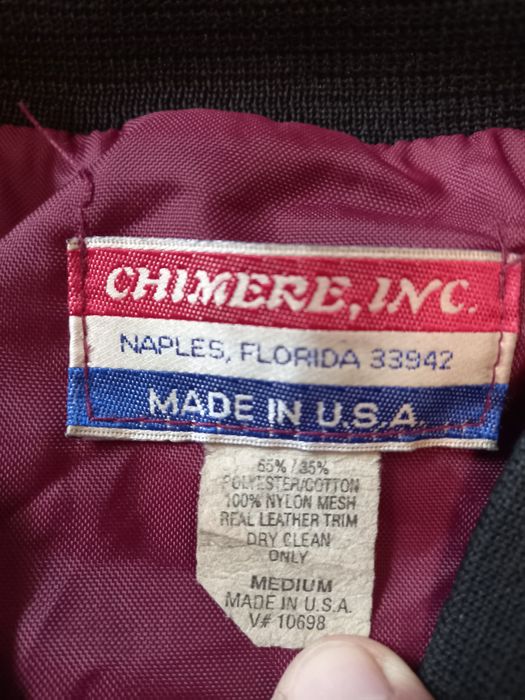 CHIMERE, INC.
NAPLES, FLORIDA 33942
MADE IN U.S.A.
65% / 35%
POLYESTER/COTTON
100% NYLON MESH
REAL LEATHER TRIM
DRY CLEAN
ONLY
MEDIUM
MADE IN U.S.A.
V# 10698